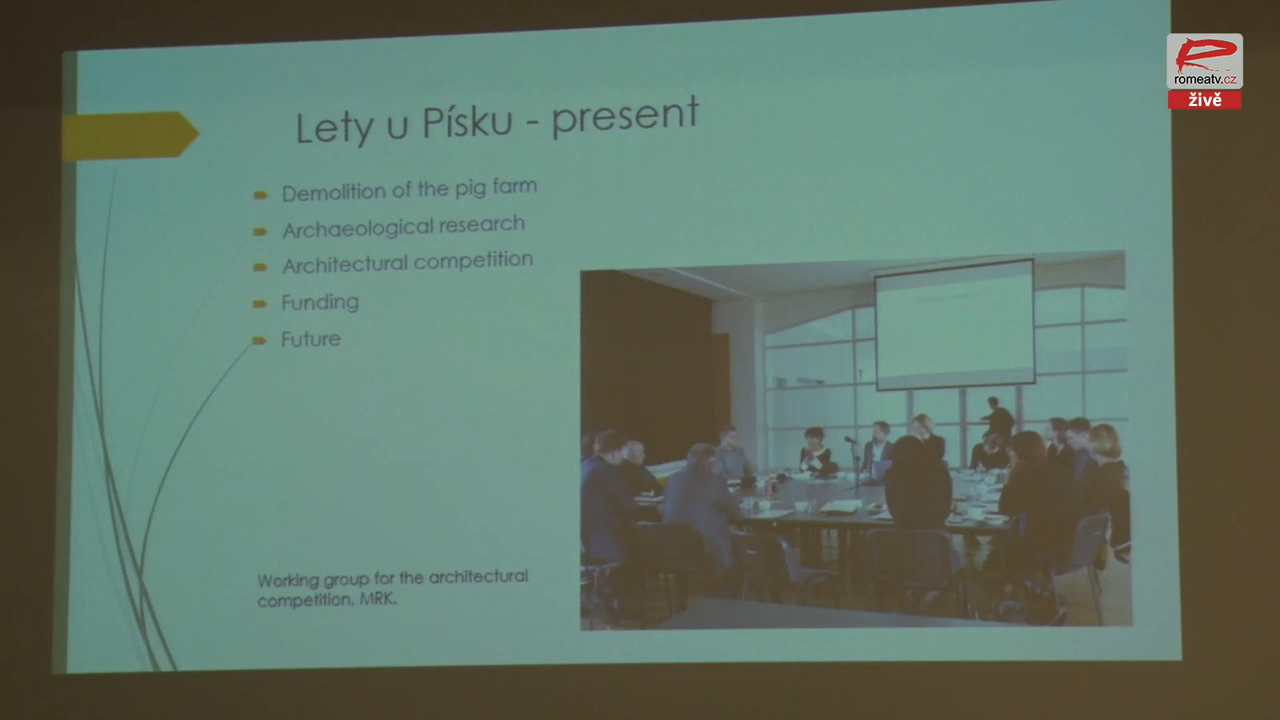 romeatv.cz
živě
Lety u Písku - present
Demolition of the pig farm
Archaeological research
Architectural competition
Funding
Future
Working group for the architectural
competition, MRK.